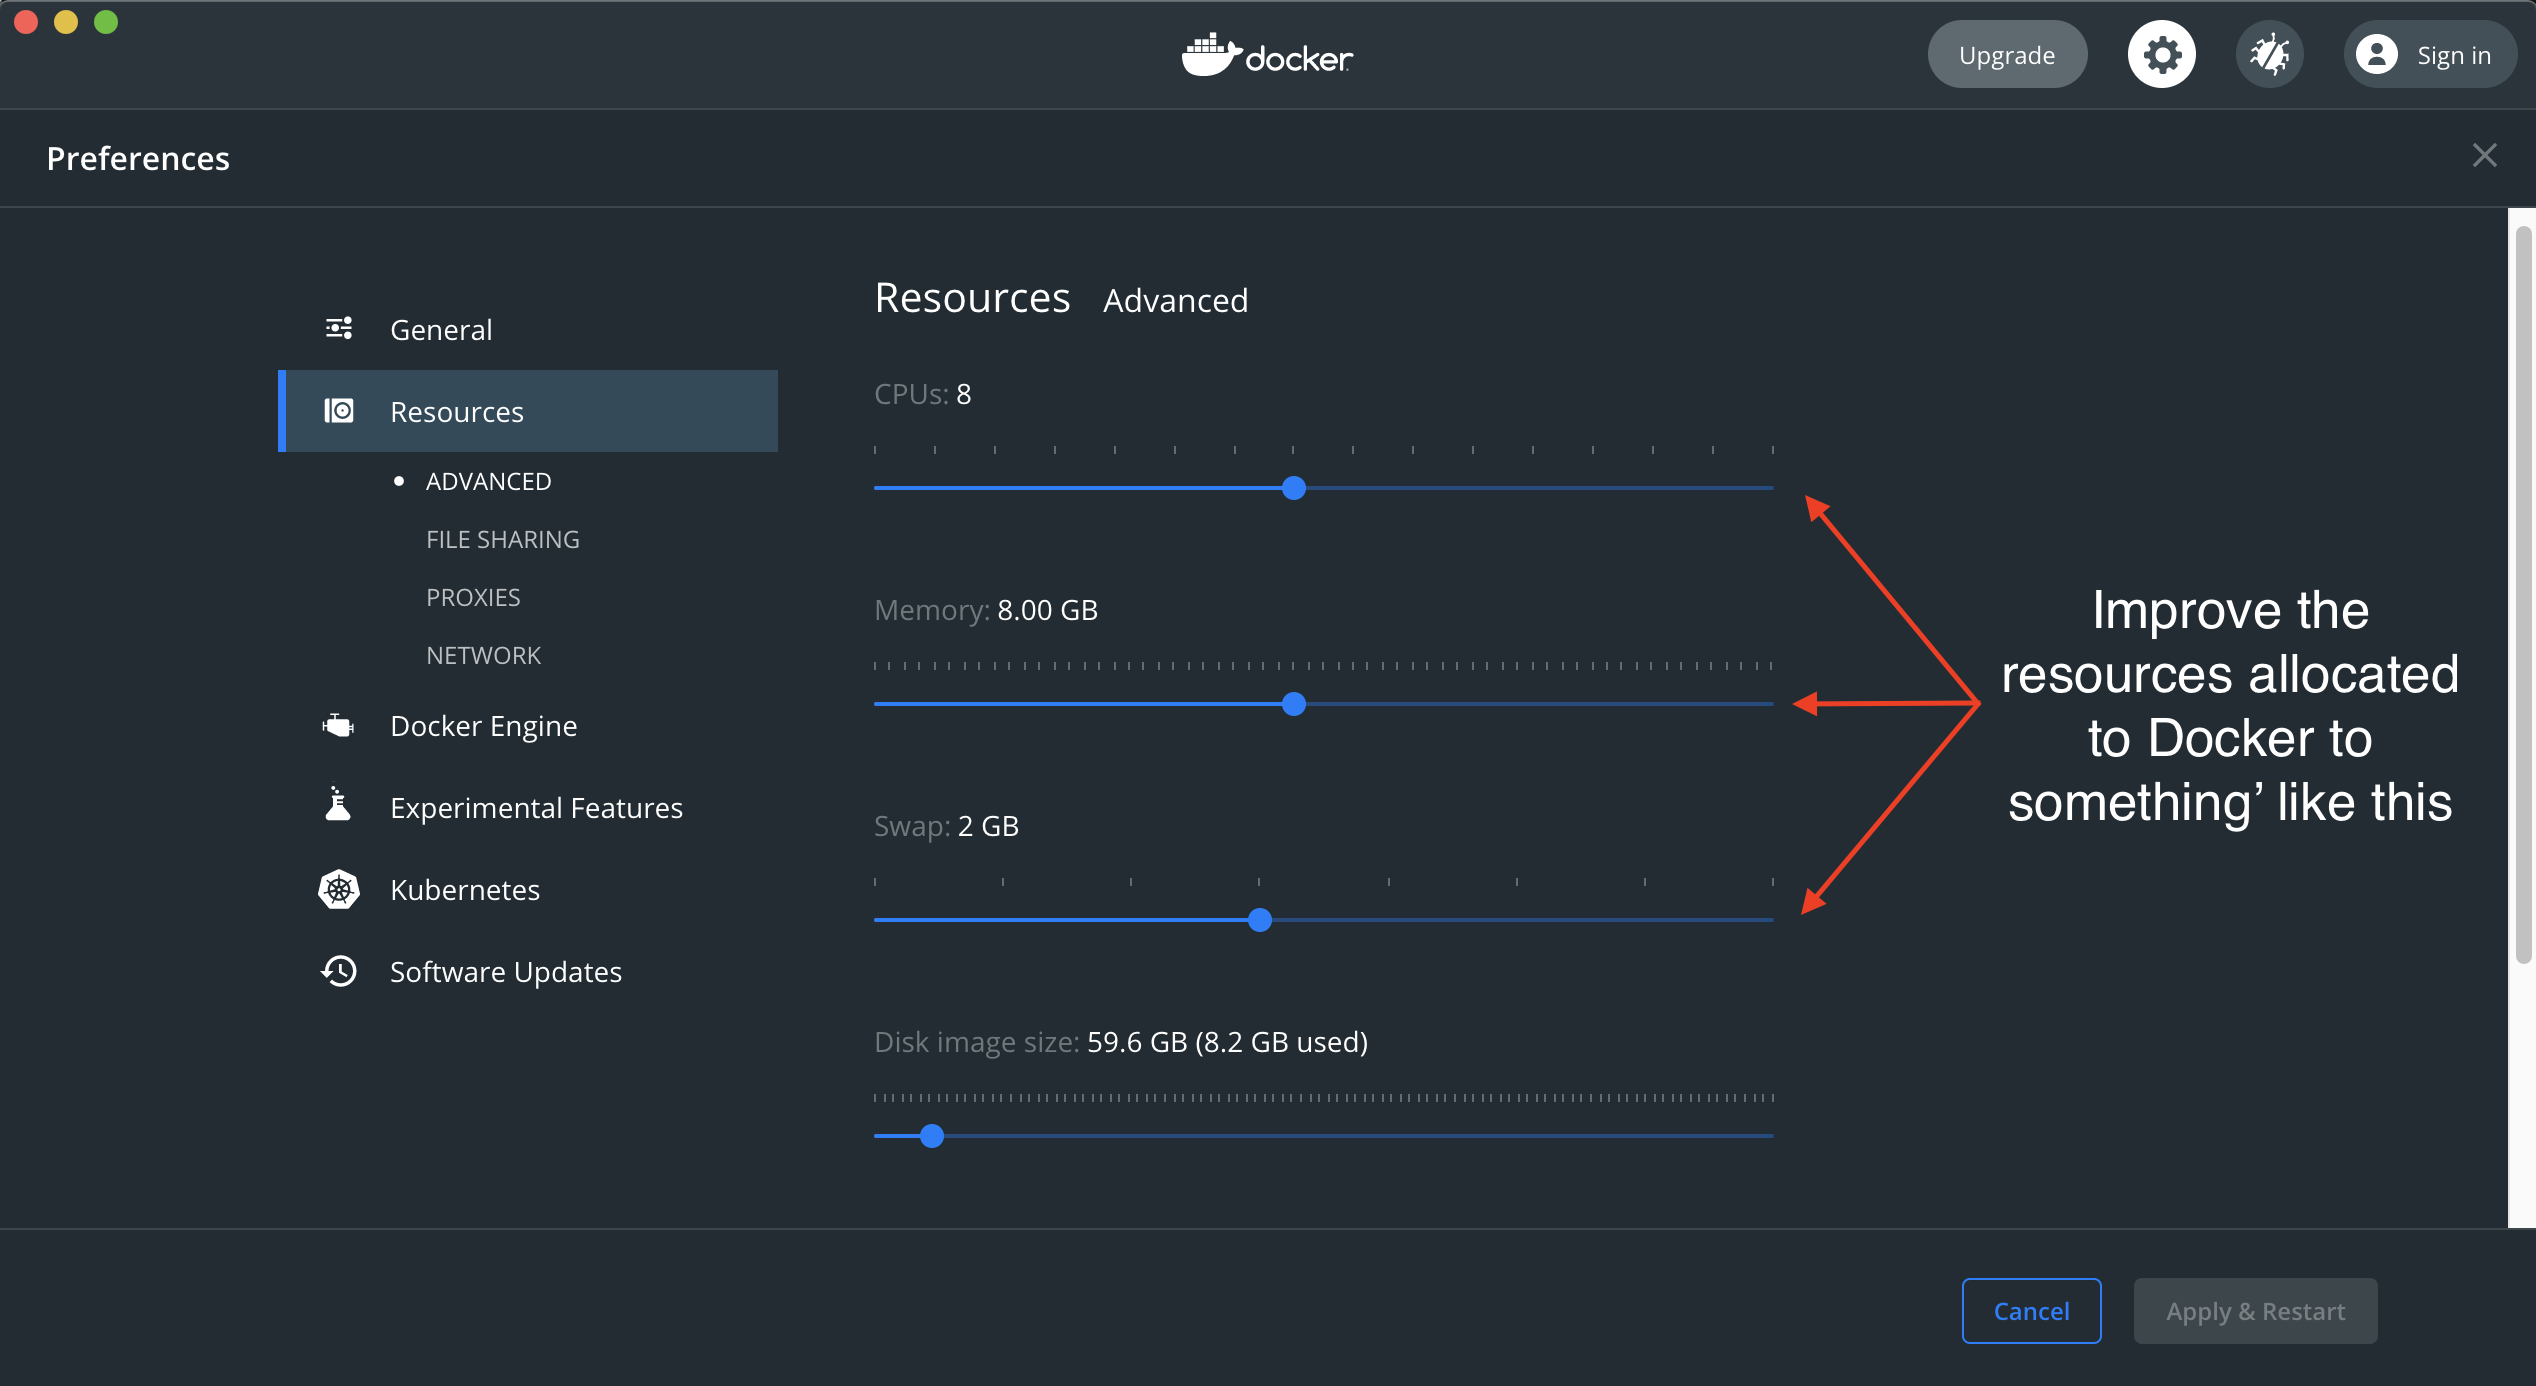 docker
Upgrade
Sign in
Preferences
General
Resources
ADVANCED
FILE SHARING
PROXIES
NETWORK
Docker Engine
Experimental Features
Kubernetes
Software Updates
Resources Advanced
CPUs: 8
Memory: 8.00 GB
Swap: 2 GB
Disk image size: 59.6 GB (8.2 GB used)
Improve the
resources allocated
to Docker to
something’ like this
Cancel
Apply & Restart